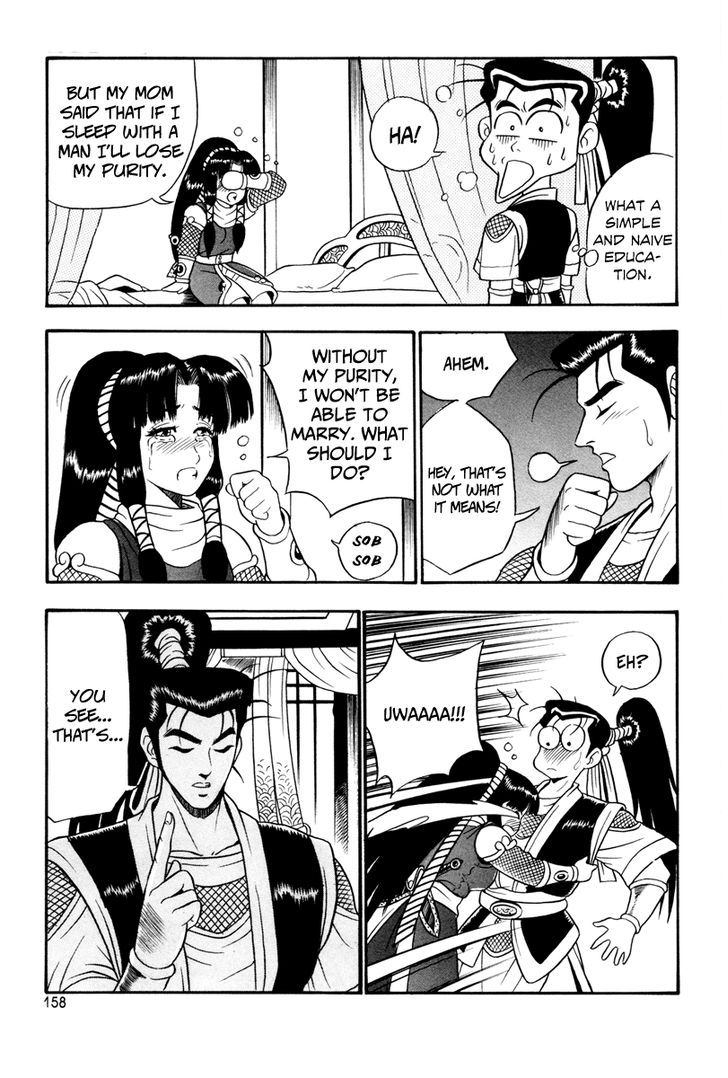 BUT MY MOM
SAID THAT IF I
SLEEP WITH A
MAN I'LL LOSE
MY PURITY.
HA!
WHAT A
SIMPLE
AND NAIVE
EDUCA-
TION.
WITHOUT
MY PURITY,
I WON'T BE
ABLE TO
MARRY. WHAT
SHOULD I
DO?
SOB
SOB
AHEM.
HEY, THAT'S
NOT WHAT
IT MEANS!
YOU
SEE...
THAT'S...
UWAAAA!!!
EH?
158